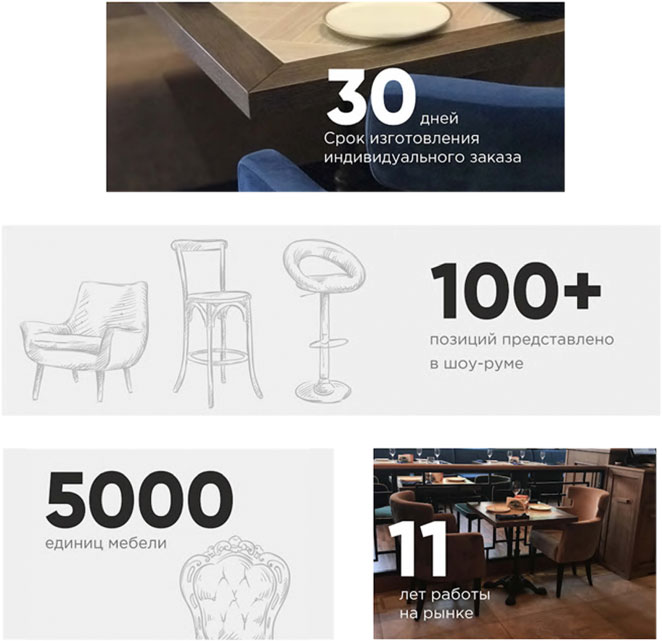 30 дней
Срок изготовления
индивидуального заказа
100+
позиций представлено
в шоу-руме
5000
единиц мебели
11
лет работы
на рынке